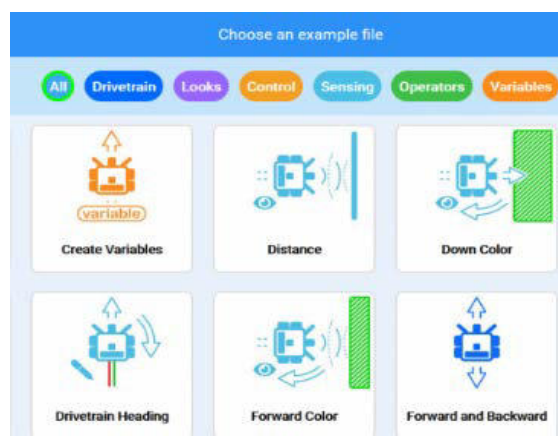 Choose an example file
All Drivetrain Looks Control Sensing Operators Variables
(variable)
Create Variables Distance Down Color
Drivetrain Heading Forward Color Forward and Backward